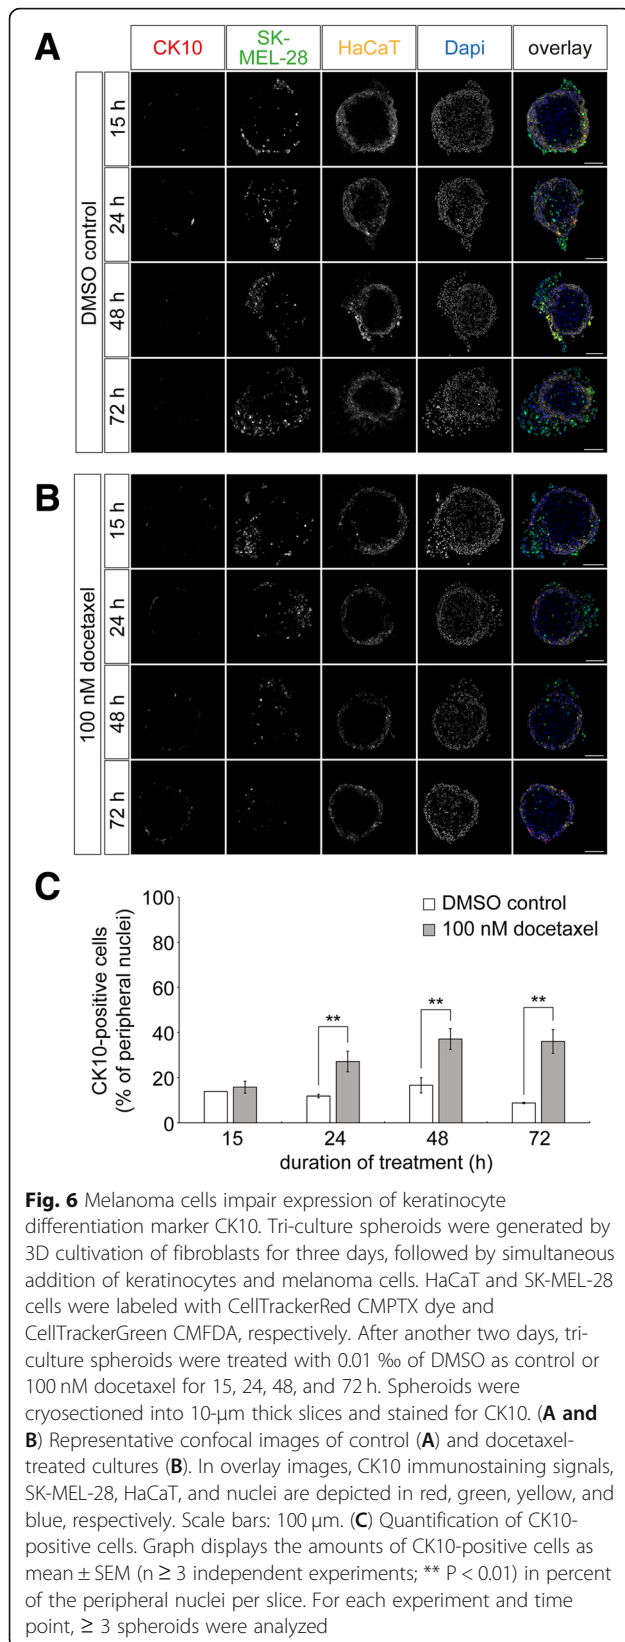 A
CK10
SK-
MEL-28
HaCaT
Dapi
overlay
DMSO control
15 h
24 h
48 h
72 h
B
100 nM docetaxel
15 h
24 h
48 h
72 h
C
100
80
60
40
20
0
CK10-positive cells
(% of peripheral nuclei)
DMSO control
100 nM docetaxel
**
**
**
15
24
48
72
duration of treatment (h)
Fig. 6 Melanoma cells impair expression of keratinocyte
differentiation marker CK10. Tri-culture spheroids were generated by
3D cultivation of fibroblasts for three days, followed by simultaneous
addition of keratinocytes and melanoma cells. HaCaT and SK-MEL-28
cells were labeled with CellTrackerRed CMPTX dye and
CellTrackerGreen CMFDA, respectively. After another two days, tri-
culture spheroids were treated with 0.01 ‰ of DMSO as control or
100 nM docetaxel for 15, 24, 48, and 72 h. Spheroids were
cryosectioned into 10-μm thick slices and stained for CK10. (A and
B) Representative confocal images of control (A) and docetaxel-
treated cultures (B). In overlay images, CK10 immunostaining signals,
SK-MEL-28, HaCaT, and nuclei are depicted in red, green, yellow, and
blue, respectively. Scale bars: 100 μm. (C) Quantification of CK10-
positive cells. Graph displays the amounts of CK10-positive cells as
mean ± SEM (n ≥ 3 independent experiments; ** P < 0.01) in percent
of the peripheral nuclei per slice. For each experiment and time
point, ≥ 3 spheroids were analyzed